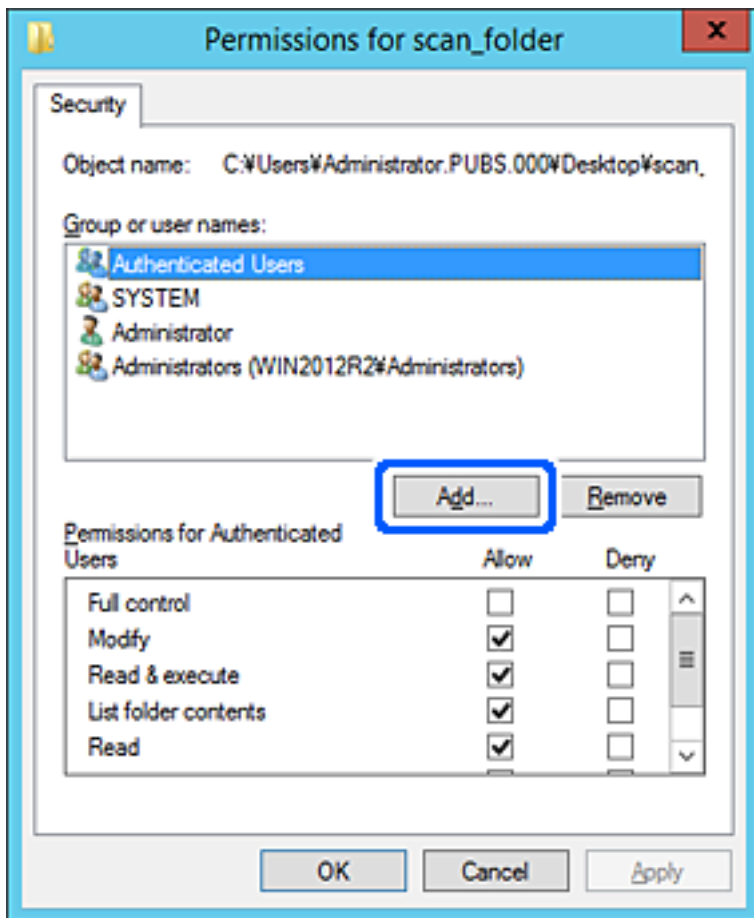 Permissions for scan_folder
Security
Object name: C:¥Users¥Administrator.PUBS.000¥Desktop¥scan_
Group or user names:
Authenticated Users
SYSTEM
Administrator
Administrators (WIN2012R2¥Administrators)
Add... Remove
Permissions for Authenticated
Users Allow Deny
Full control
Modify
Read & execute
List folder contents
Read
OK Cancel Apply